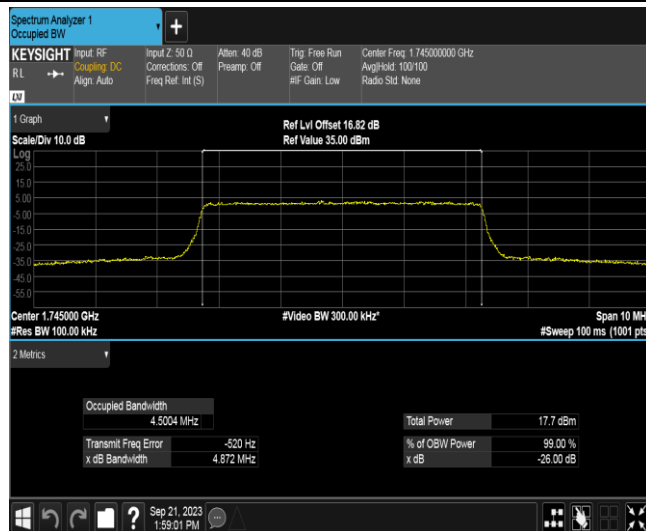 Spectrum Analyzer 1
Occupied BW
+
KEYSIGHT
RL
Input: RF
Coupling: DC
Align: Auto
Input Z: 50 Ω
Corrections: Off
Freq Ref: Int (S)
Atten: 40 dB
Preamp: Off
Trig: Free Run
Gate: Off
#IF Gain: Low
Center Freq: 1.745000000 GHz
Avg|Hold: 100/100
Radio Std: None
1 Graph
Scale/Div 10.0 dB
Ref Lvl Offset 16.82 dB
Ref Value 35.00 dBm
Log
25.0
15.0
5.00
-5.00
-15.0
-25.0
-35.0
-45.0
-55.0
Center 1.745000 GHz
#Res BW 100.00 kHz
#Video BW 300.00 kHz*
Span 10 MH
#Sweep 100 ms (1001 pts
2 Metrics
Occupied Bandwidth
4.5004 MHz
Transmit Freq Error -520 Hz
x dB Bandwidth 4.872 MHz
Total Power 17.7 dBm
% of OBW Power 99.00 %
x dB -26.00 dB
?
Sep 21, 2023
1:59:01 PM